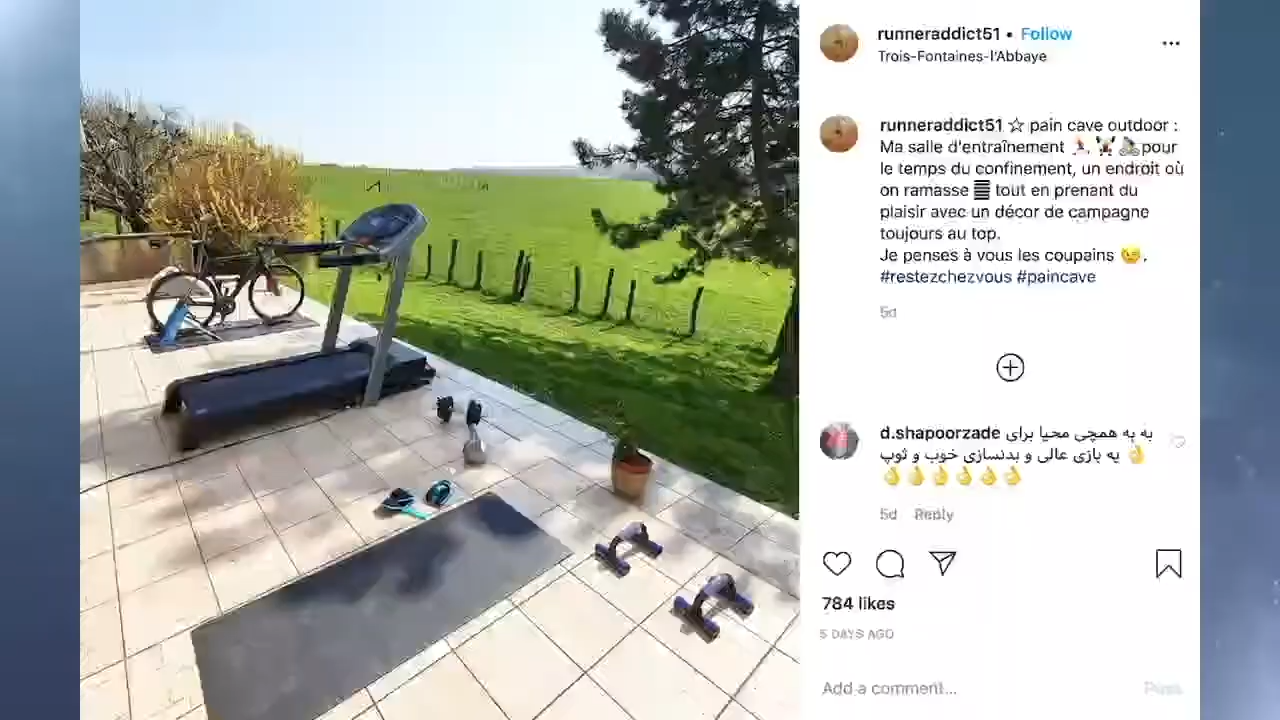 runneraddict51 • Follow
Trois-Fontaines-l'Abbaye
runneraddict51 ☆ pain cave outdoor :
Ma salle d'entraînement 🏃🏻, 🏋🚴pour
le temps du confinement, un endroit où
on ramasse tout en prenant du
plaisir avec un décor de campagne
toujours au top.
Je penses à vous les coupains 😉.
#restezchevous #paincave
5d
d.shapoorzade به به همچی محیا برای
یه بازی عالی و بدنسازی خوب و توپ 👌
👌👌👌👌👌👌
5d Reply
784 likes
5 DAYS AGO
Add a comment...
Post